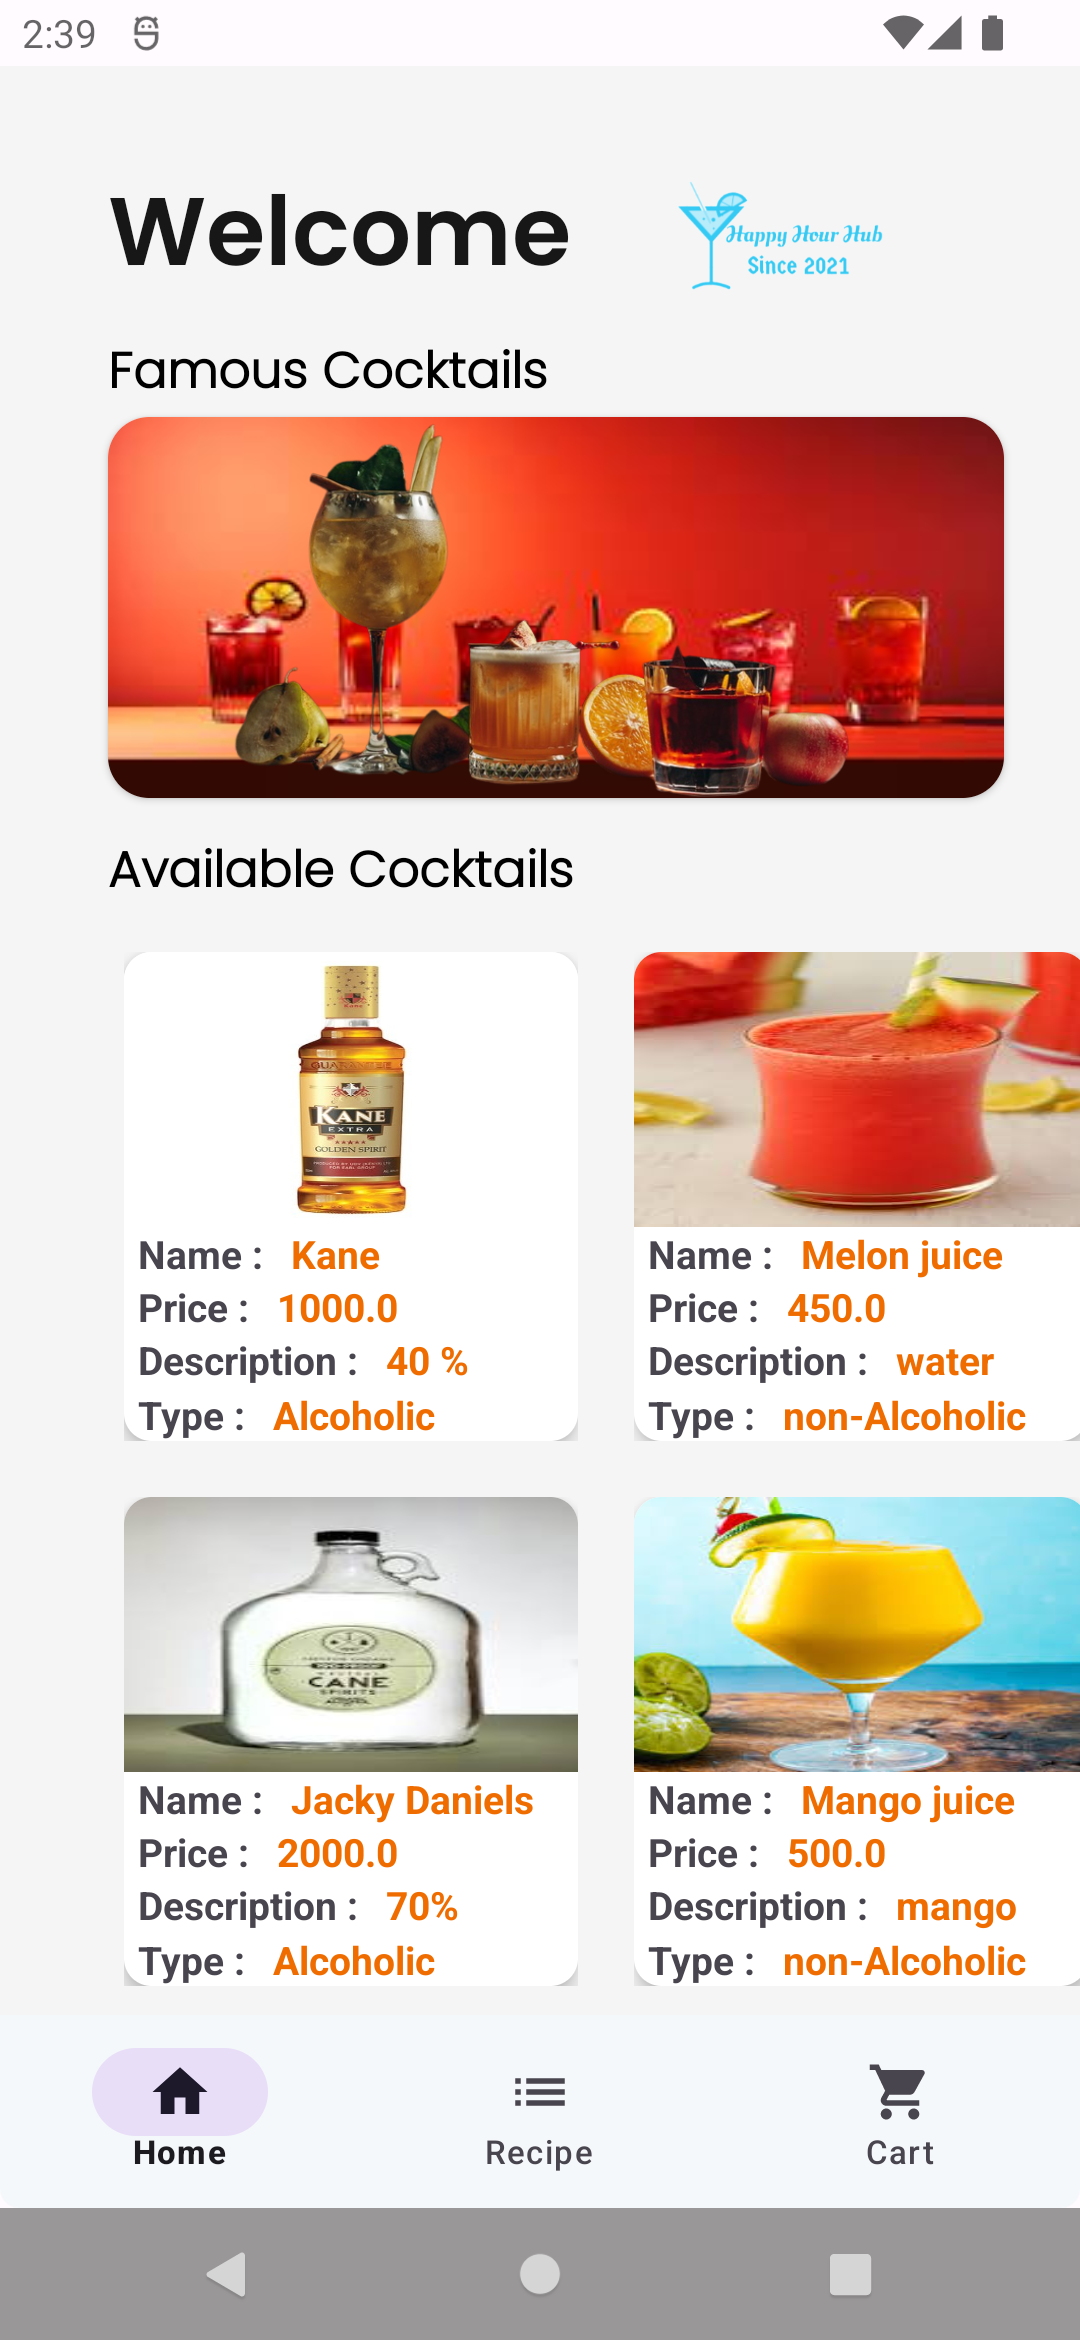 2:39
Welcome
Happy Hour Hub
Since 2021
Famous Cocktails
Available Cocktails
Kane
GUARANTEE
KANE
EXTRA
GOLDEN SPIRIT
Name : Kane
Price : 1000.0
Description : 40 %
Type : Alcoholic
Name : Melon juice
Price : 450.0
Description : water
Type : non-Alcoholic
CANE
SPIRITS
Name : Jacky Daniels
Price : 2000.0
Description : 70%
Type : Alcoholic
Name : Mango juice
Price : 500.0
Description : mango
Type : non-Alcoholic
Home
Recipe
Cart